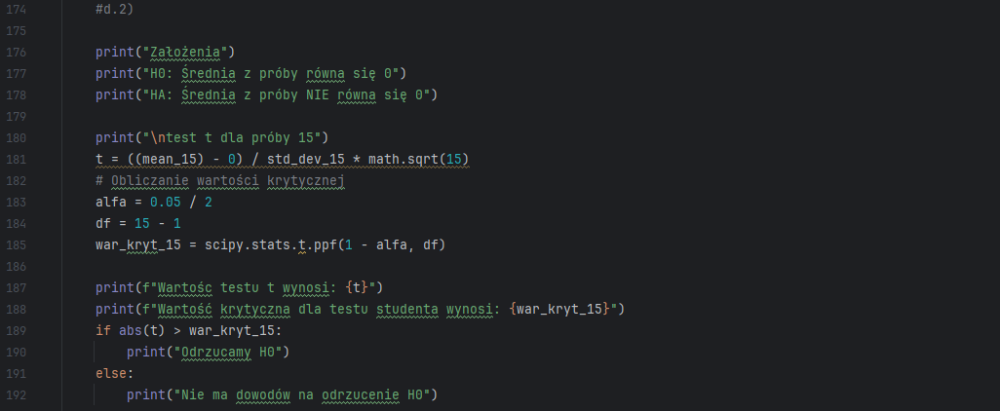 174 #d.2)
175
176 print("Założenia")
177 print("H0: Średnia z próby równa się 0")
178 print("HA: Średnia z próby NIE równa się 0")
179
180 print("\ntest t dla próby 15")
181 t = ((mean_15) - 0) / std_dev_15 * math.sqrt(15)
182 # Obliczanie wartości krytycznej
183 alfa = 0.05 / 2
184 df = 15 - 1
185 war_kryt_15 = scipy.stats.t.ppf(1 - alfa, df)
186
187 print(f"Wartośc testu t wynosi: {t}")
188 print(f"Wartość krytyczna dla testu studenta wynosi: {war_kryt_15}")
189 if abs(t) > war_kryt_15:
190 print("Odrzucamy H0")
191 else:
192 print("Nie ma dowodów na odrzucenie H0")